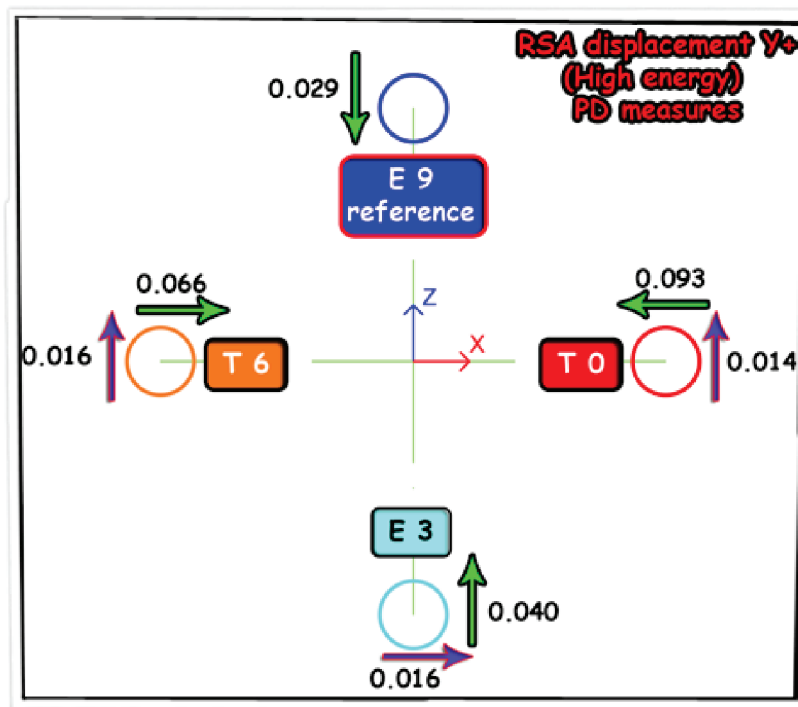 RSA displacement Y+
(High energy)
PD measures
0.029
E 9
reference
0.066
0.093
Z
X
0.016
T 6
T 0
0.014
E 3
0.040
0.016